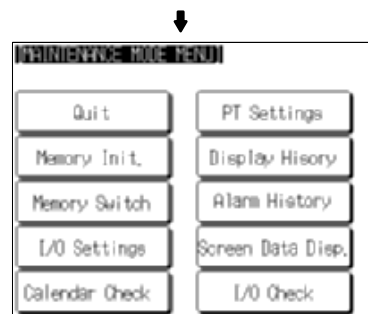 [MAINTENANCE MODE MENU]
Quit PT Settings
Memory Init. Display Hisory
Memory Switch Alarm History
I/O Settings Screen Data Disp.
Calendar Check I/O Check